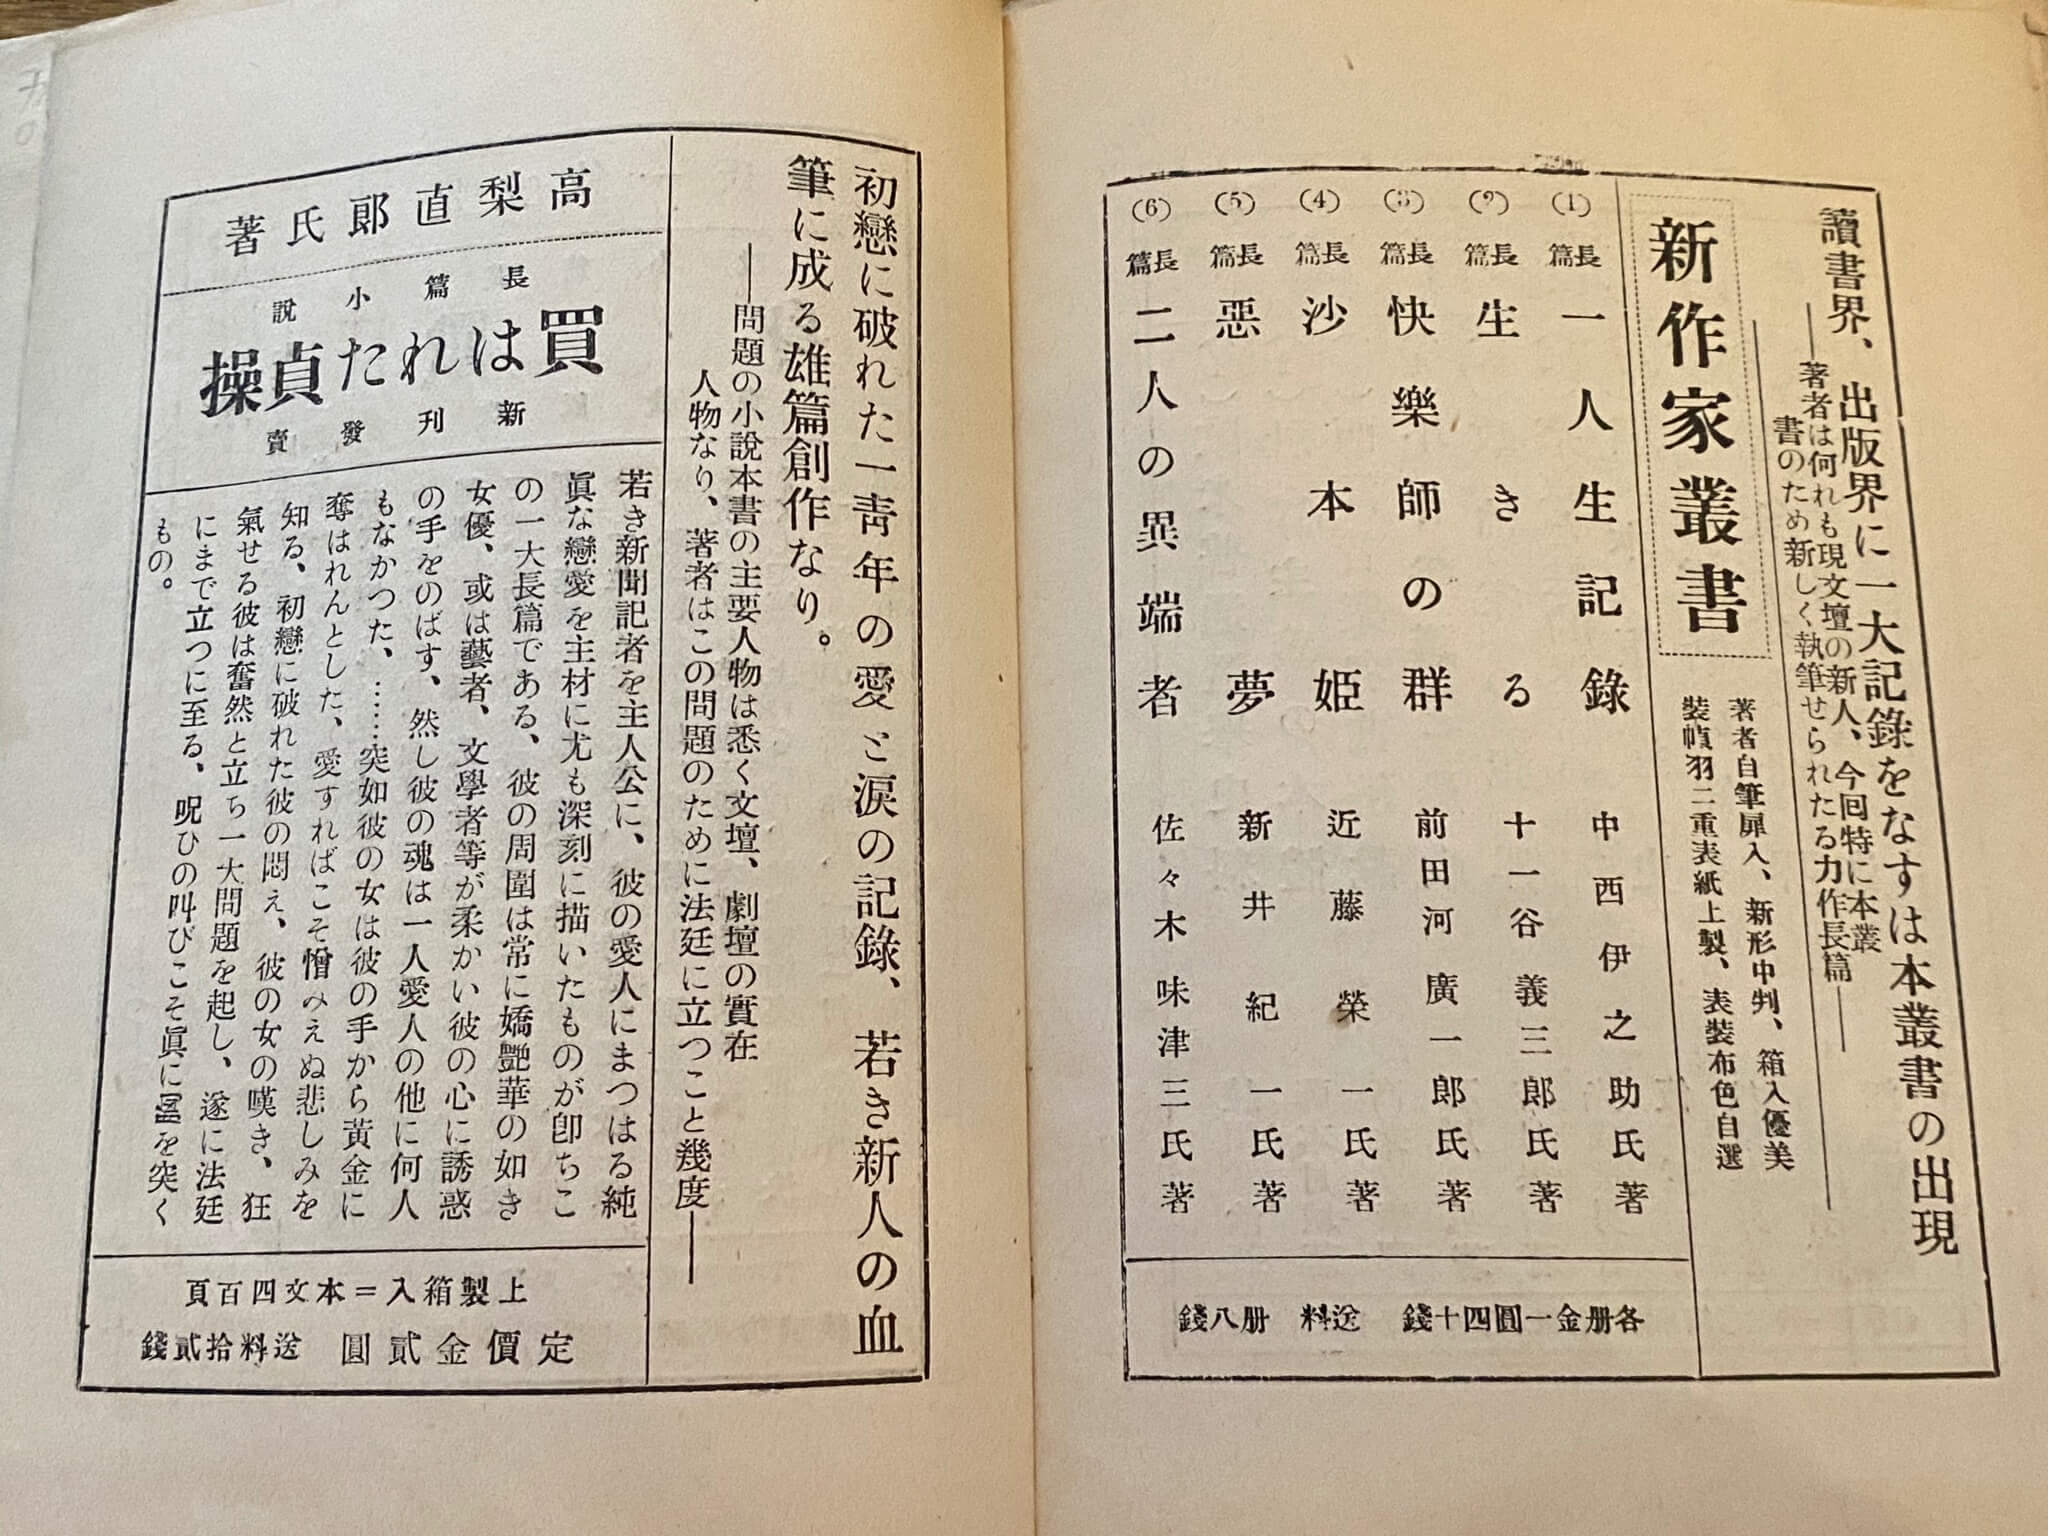 讀書界、出版界に一大記錄をなすは本叢書の出現
――著者は何れも現文壇の新人、今回特に本叢
書のため新しく執筆せられたる力作長篇――
新作家叢書
著者自筆扉入、新形中判、箱入優美
裝幀羽二重表紙上製、表裝布色自選
(1) 長篇 一人生記錄 中西伊之助氏著
(2) 長篇 生きる 十一谷義三郎氏著
(3) 長篇 快樂師の群 前田河廣一郎氏著
(4) 長篇 沙本姫 近藤榮一氏著
(5) 長篇 惡夢 新井紀一氏著
(6) 長篇 二人の異端者 佐々木味津三氏著
各册金一圓四十錢 送料 册八錢
初戀に破れた一靑年の愛と淚の記錄、若き新人の血
筆に成る雄篇創作なり。
――問題の小說本書の主要人物は悉く文壇、劇壇の實在
人物なり、著者はこの問題のために法廷に立つこと幾度――
高梨直郞氏著
長篇小說
買はれた貞操
新刊發賣
若き新聞記者を主人公に、彼の愛人にまつはる純
眞な戀愛を主材に尤も深刻に描いたものが卽ちこ
の一大長篇である、彼の周圍は常に嬌艷華の如き
女優、或は藝者、文學者等が柔かい彼の心に誘惑
の手をのばす、然し彼の魂は一人愛人の他に何人
もなかつた、……突如彼の女は彼の手から黃金に
奪はれんとした、愛すればこそ憎みえぬ悲しみを
知る、初戀に破れた彼の悶え、彼の女の嘆き、狂
氣せる彼は奮然と立ち一大問題を起し、遂に法廷
にまで立つに至る、呪ひの叫びこそ眞に を突く
もの。
上製箱入＝本文四百頁
定價金貳圓 送料拾貳錢